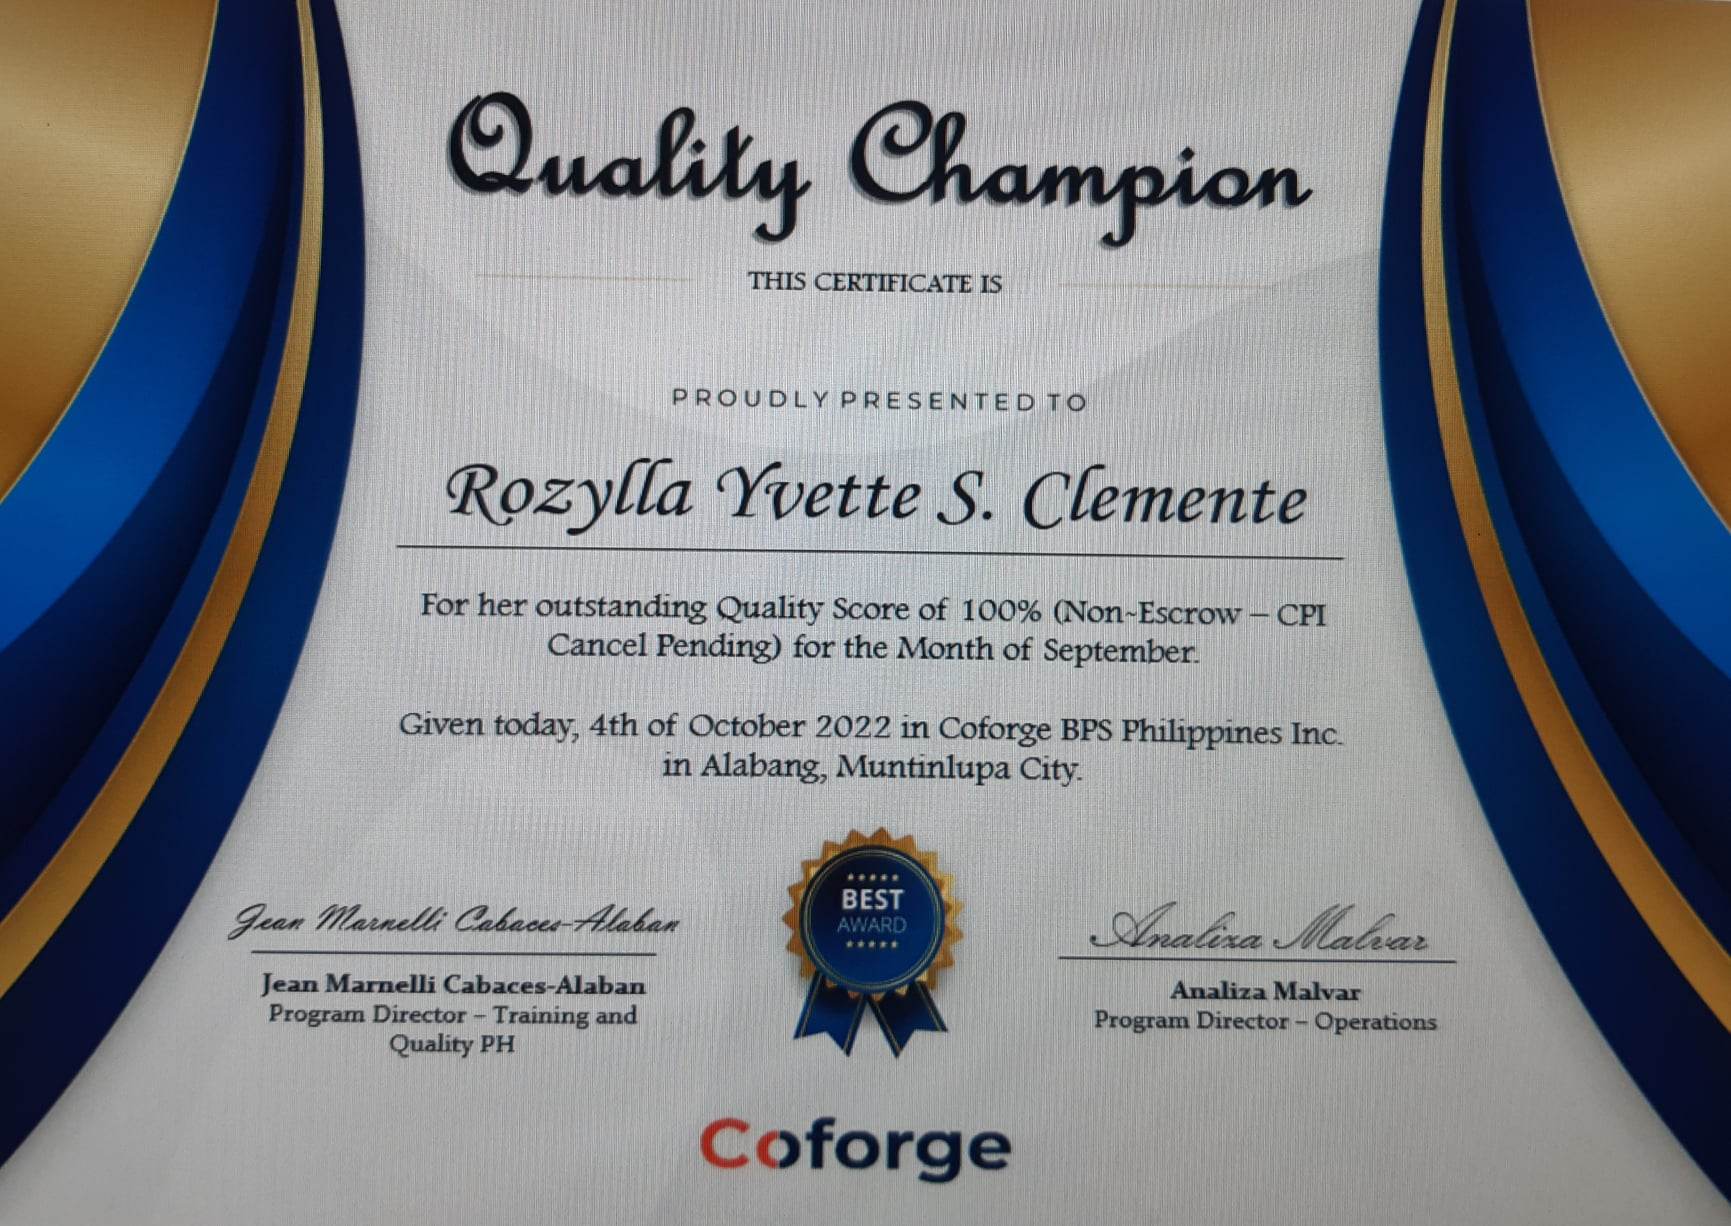 Quality Champion
THIS CERTIFICATE IS
PROUDLY PRESENTED TO
Rozylla Yvette S. Clemente
For her outstanding Quality Score of 100% (Non-Escrow – CPI
Cancel Pending) for the Month of September.
Given today, 4th of October 2022 in Coforge BPS Philippines Inc.
in Alabang, Muntinlupa City.
BEST
AWARD
Jean Marnelli Cabaces-Alaban
Jean Marnelli Cabaces-Alaban
Program Director – Training and
Quality PH
Analiza Malvar
Analiza Malvar
Program Director – Operations
Coforge